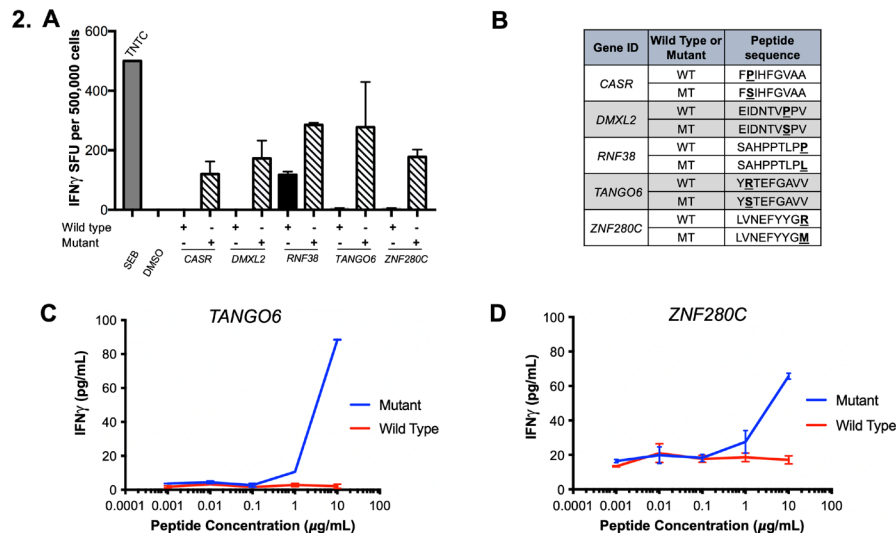 2. A
IFNγ SFU per 500,000 cells
600
400
200
0
TNTC
Wild type + - + - + - + - + -
Mutant - + - + - + - + - +
SEB
DMSO
CASR
DMXL2
RNF38
TANGO6
ZNF280C
B
Gene ID Wild Type or Mutant Peptide sequence
CASR WT FPIHFGVAA
MT FSIHFGVAA
DMXL2 WT EIDNTVPPV
MT EIDNTVSPV
RNF38 WT SAHPPTLPP
MT SAHPPTLPL
TANGO6 WT YRTEFGAVV
MT YSTEFGAVV
ZNF280C WT LVNEFYYGR
MT LVNEFYYGM
C
TANGO6
IFNγ (pg/mL)
100
80
60
40
20
0
0.0001 0.001 0.01 0.1 1 10 100
Peptide Concentration (µg/mL)
Mutant
Wild Type
D
ZNF280C
IFNγ (pg/mL)
100
80
60
40
20
0
0.0001 0.001 0.01 0.1 1 10 100
Peptide Concentration (µg/mL)
Mutant
Wild Type